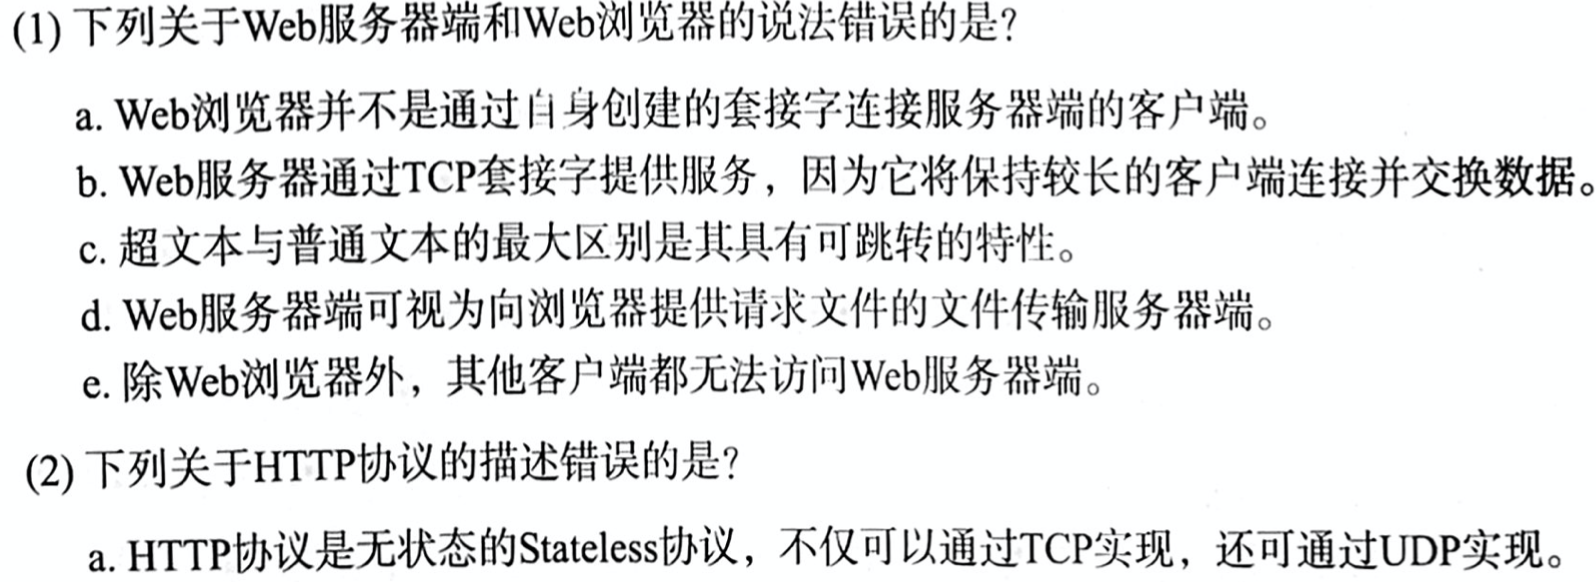 (1) 下列关于Web服务器端和Web浏览器的说法错误的是?
a. Web浏览器并不是通过自身创建的套接字连接服务器端的客户端。
b. Web服务器通过TCP套接字提供服务，因为它将保持较长的客户端连接并交换数据。
c. 超文本与普通文本的最大区别是其具有可跳转的特性。
d. Web服务器端可视为向浏览器提供请求文件的文件传输服务器端。
e. 除Web浏览器外，其他客户端都无法访问Web服务器端。
(2) 下列关于HTTP协议的描述错误的是?
a. HTTP协议是无状态的Stateless协议，不仅可以通过TCP实现，还可通过UDP实现。